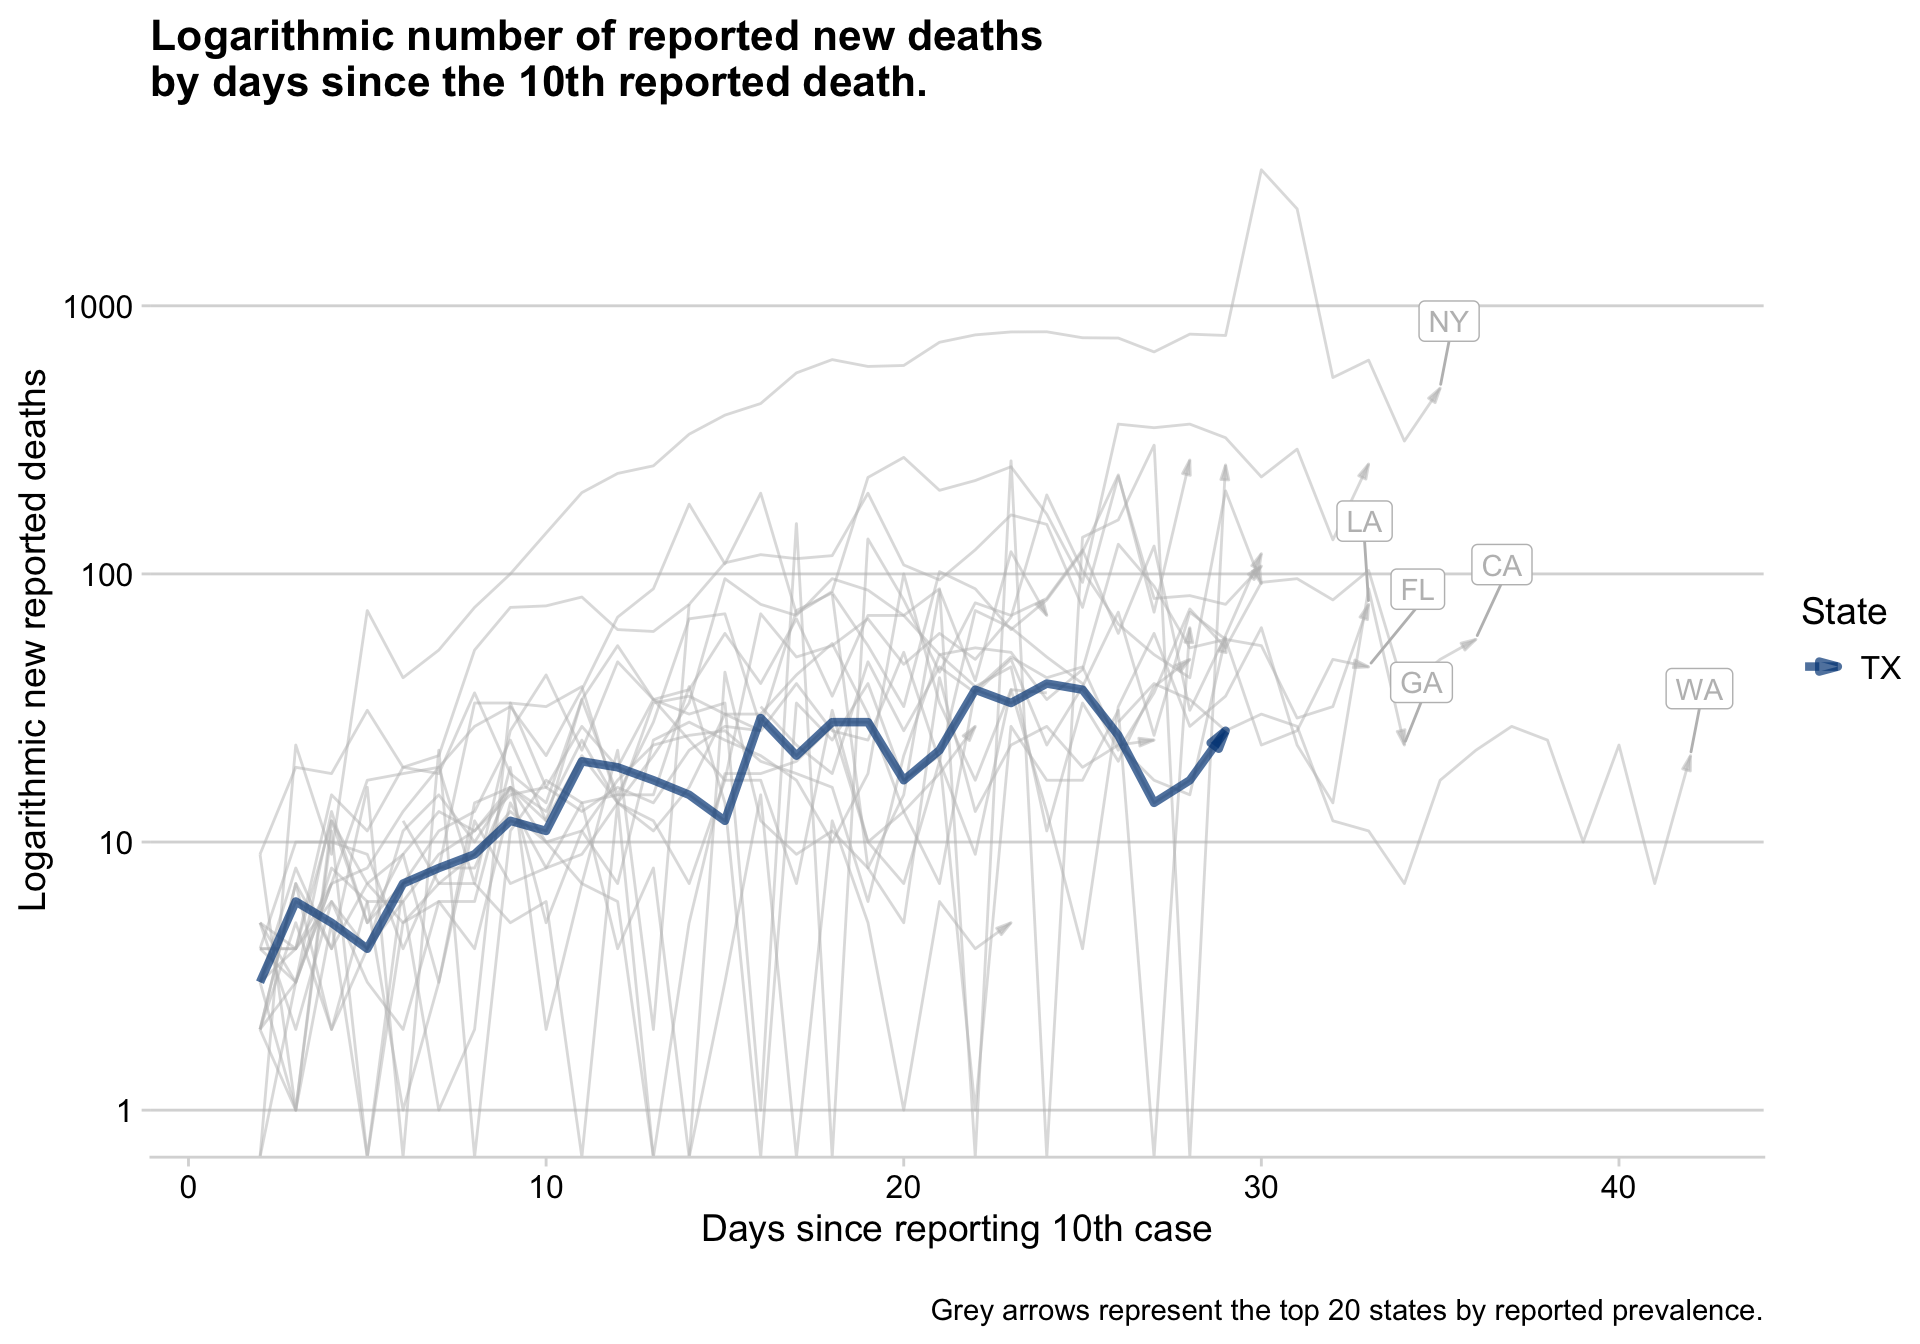 Logarithmic number of reported new deaths
by days since the 10th reported death.
Logarithmic new reported deaths
1000
100
10
1
NY
LA
CA
FL
GA
WA
State
TX
0 10 20 30 40
Days since reporting 10th case
Grey arrows represent the top 20 states by reported prevalence.